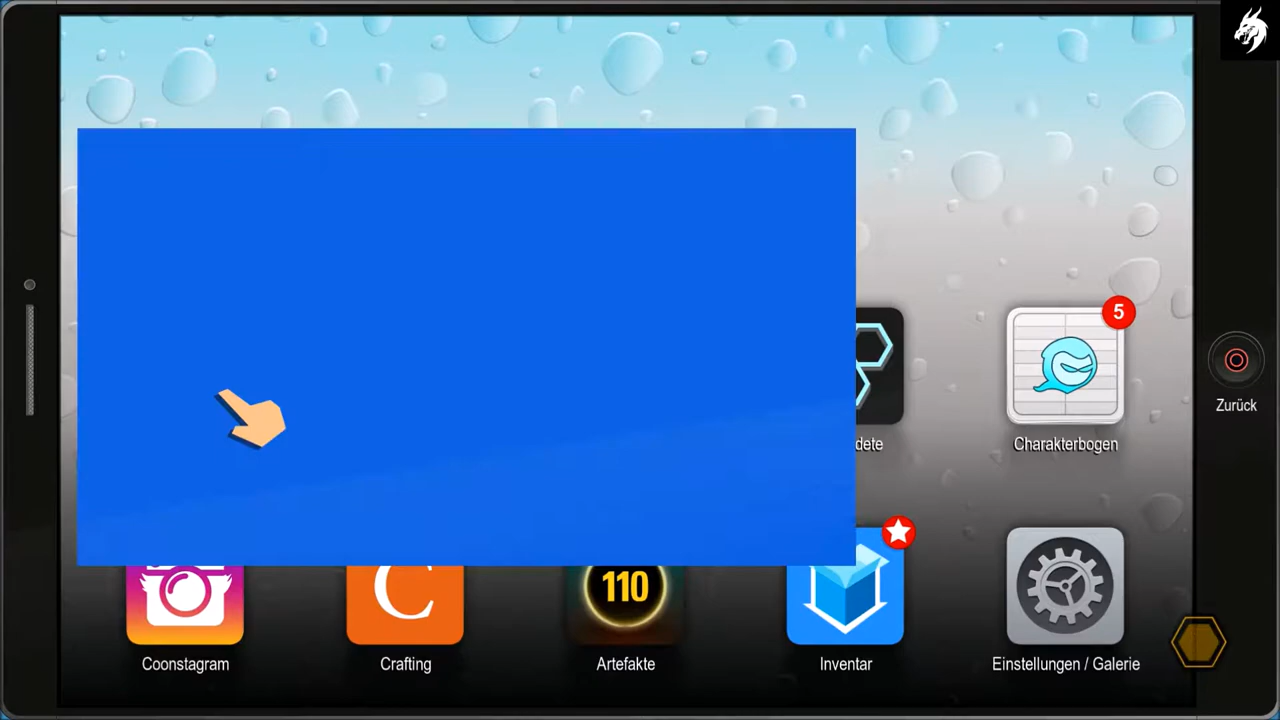 5
Zurück
dete
Charakterbogen
C
110
Coonstagram
Crafting
Artefakte
Inventar
Einstellungen / Galerie